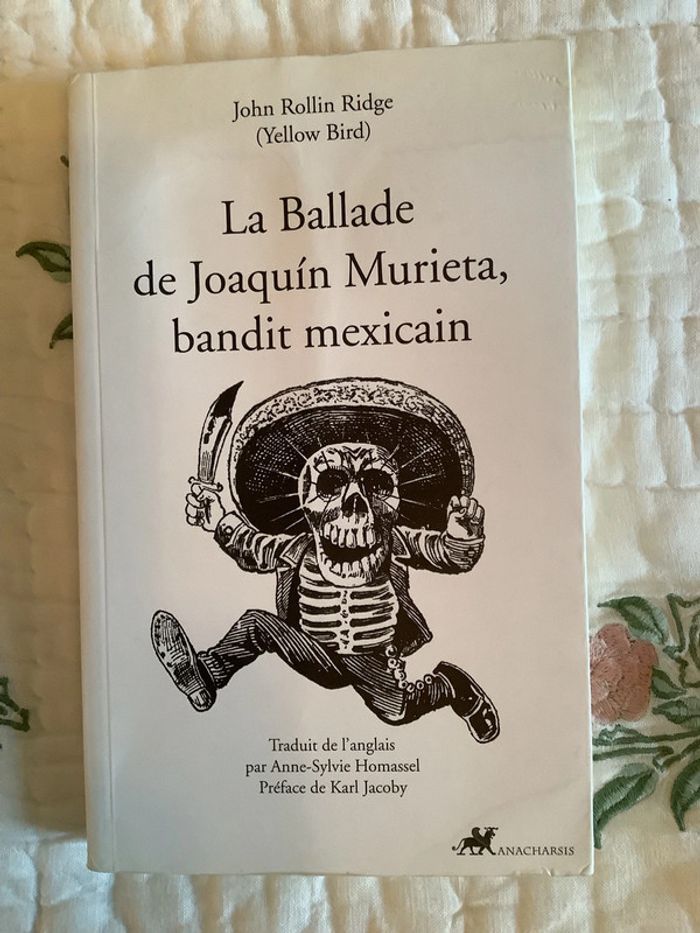 John Rollin Ridge
(Yellow Bird)
La Ballade
de Joaquín Murieta,
bandit mexicain
Traduit de l'anglais
par Anne-Sylvie Homassel
Préface de Karl Jacoby
ANACHARSIS